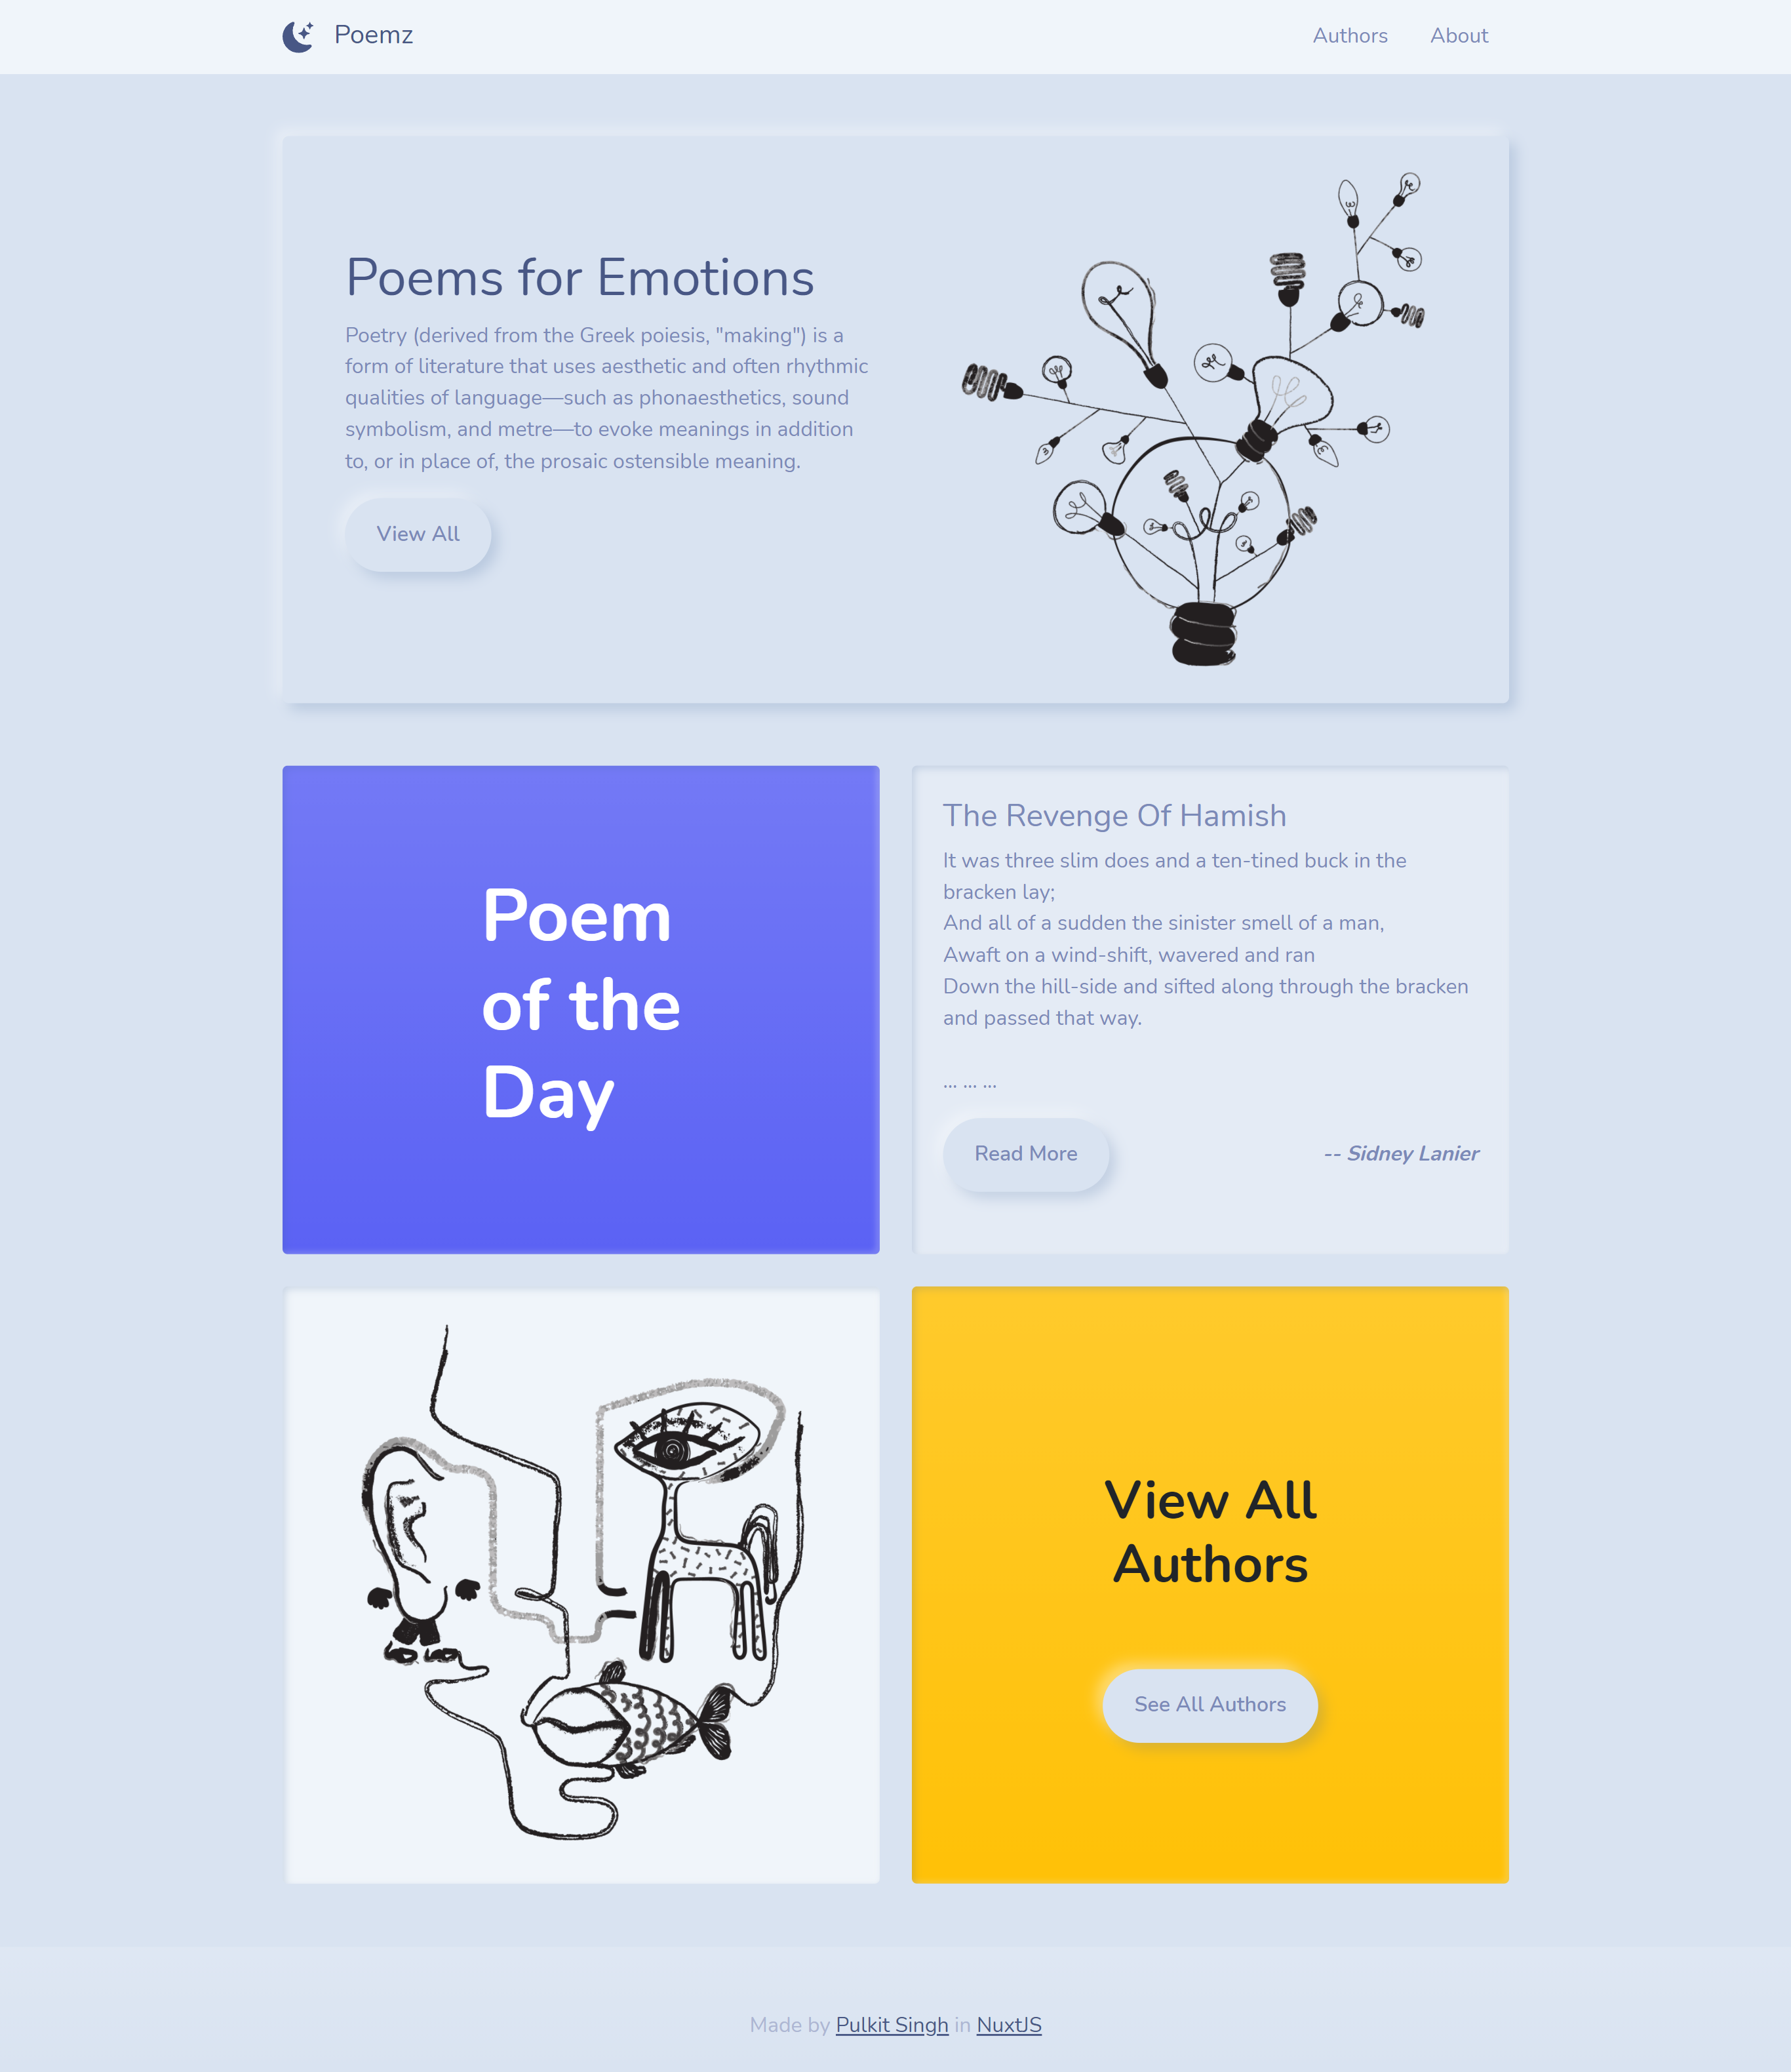 Poemz
Authors
About
Poems for Emotions
Poetry (derived from the Greek poiesis, "making") is a
form of literature that uses aesthetic and often rhythmic
qualities of language—such as phonaesthetics, sound
symbolism, and metre—to evoke meanings in addition
to, or in place of, the prosaic ostensible meaning.
View All
Poem
of the
Day
The Revenge Of Hamish
It was three slim does and a ten-tined buck in the
bracken lay;
And all of a sudden the sinister smell of a man,
Awaft on a wind-shift, wavered and ran
Down the hill-side and sifted along through the bracken
and passed that way.
... ... ...
Read More
-- Sidney Lanier
View All
Authors
See All Authors
Made by Pulkit Singh in NuxtJS